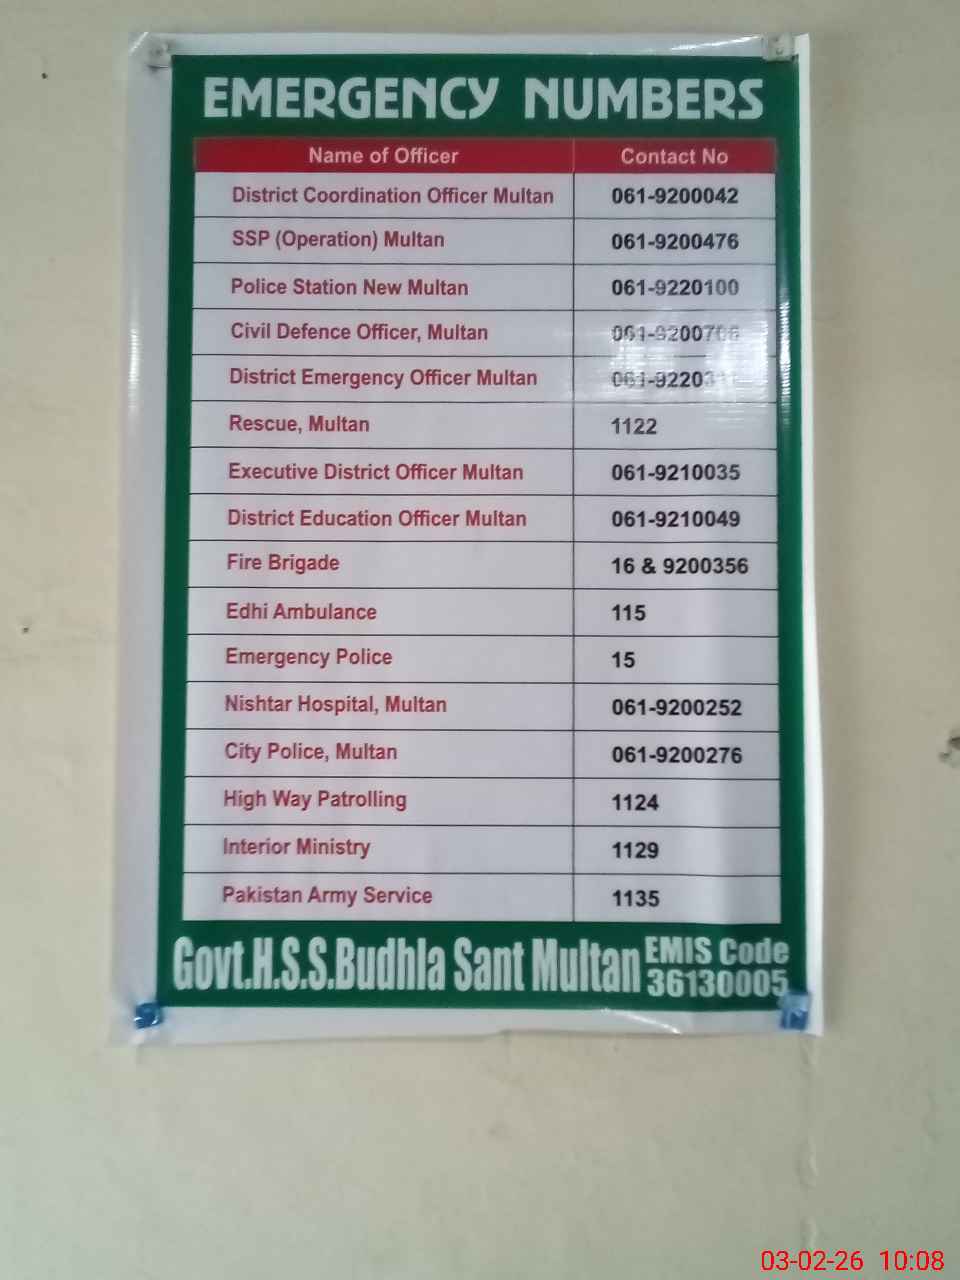 EMERGENCY NUMBERS
Name of Officer Contact No
District Coordination Officer Multan 061-9200042
SSP (Operation) Multan 061-9200476
Police Station New Multan 061-9220100
Civil Defence Officer, Multan
District Emergency Officer Multan
Rescue, Multan 1122
Executive District Officer Multan 061-9210035
District Education Officer Multan 061-9210049
Fire Brigade 16 & 9200356
Edhi Ambulance 115
Emergency Police 15
Nishtar Hospital, Multan 061-9200252
City Police, Multan 061-9200276
High Way Patrolling 1124
Interior Ministry 1129
Pakistan Army Service 1135
Govt.H.S.S.Budhla Sant Multan EMIS Code
36130005
03-02-26 10:08